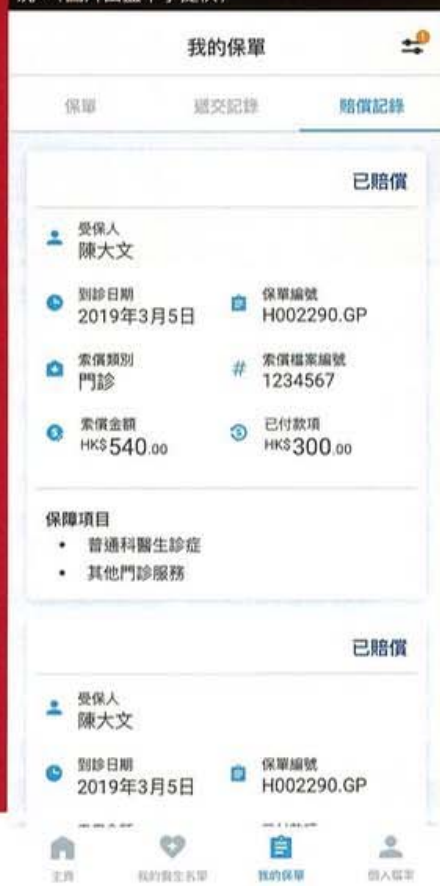 我的保單
保單 遞交記錄 賠償記錄
已賠償
受保人
陳大文
到診日期 保單編號
2019年3月5日 H002290.GP
索償類別 索償檔案編號
門診 # 1234567
索償金額 已付款項
HK$540.00 HK$300.00
保障項目
• 普通科醫生診症
• 其他門診服務
已賠償
受保人
陳大文
到診日期 保單編號
2019年3月5日 H002290.GP
主頁 我的醫生名單 我的保單 個人檔案